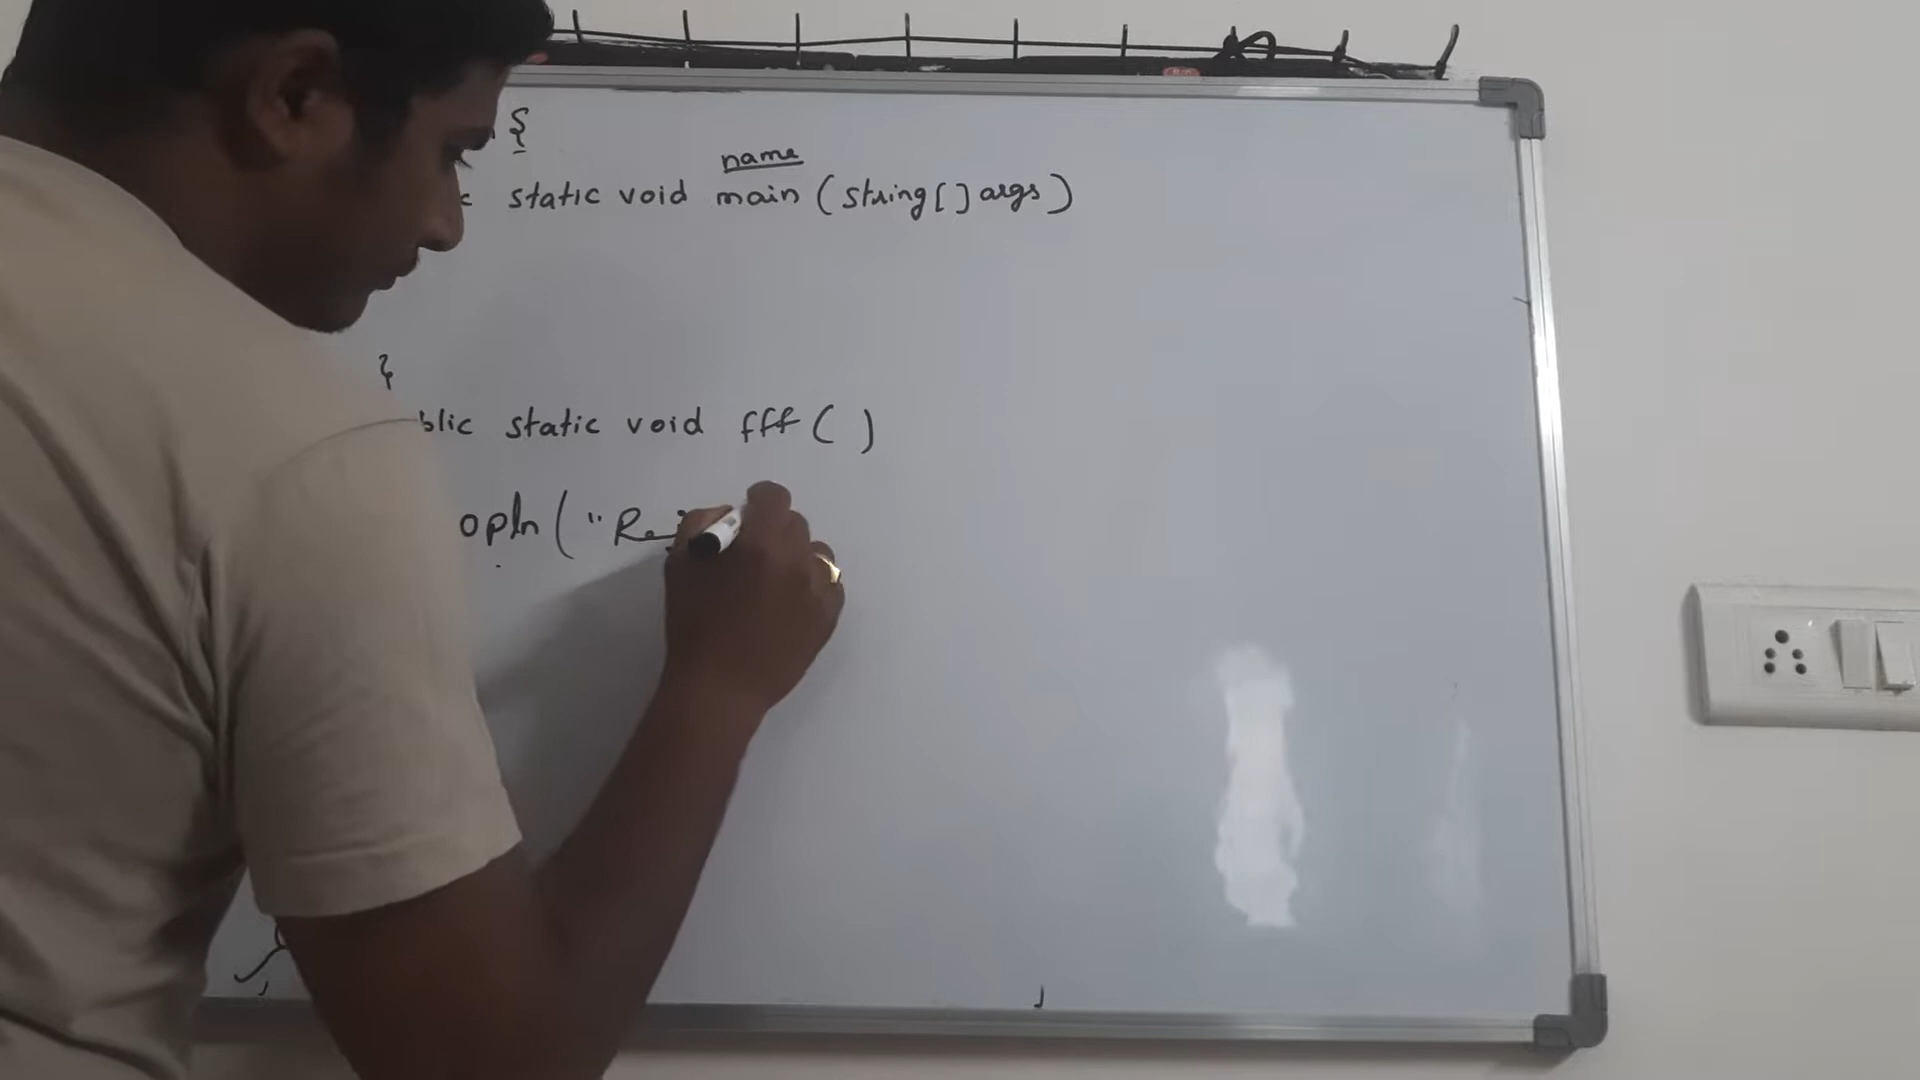 {
name
static void main (string[] args)
}
blic static void fff ( )
opln ( "